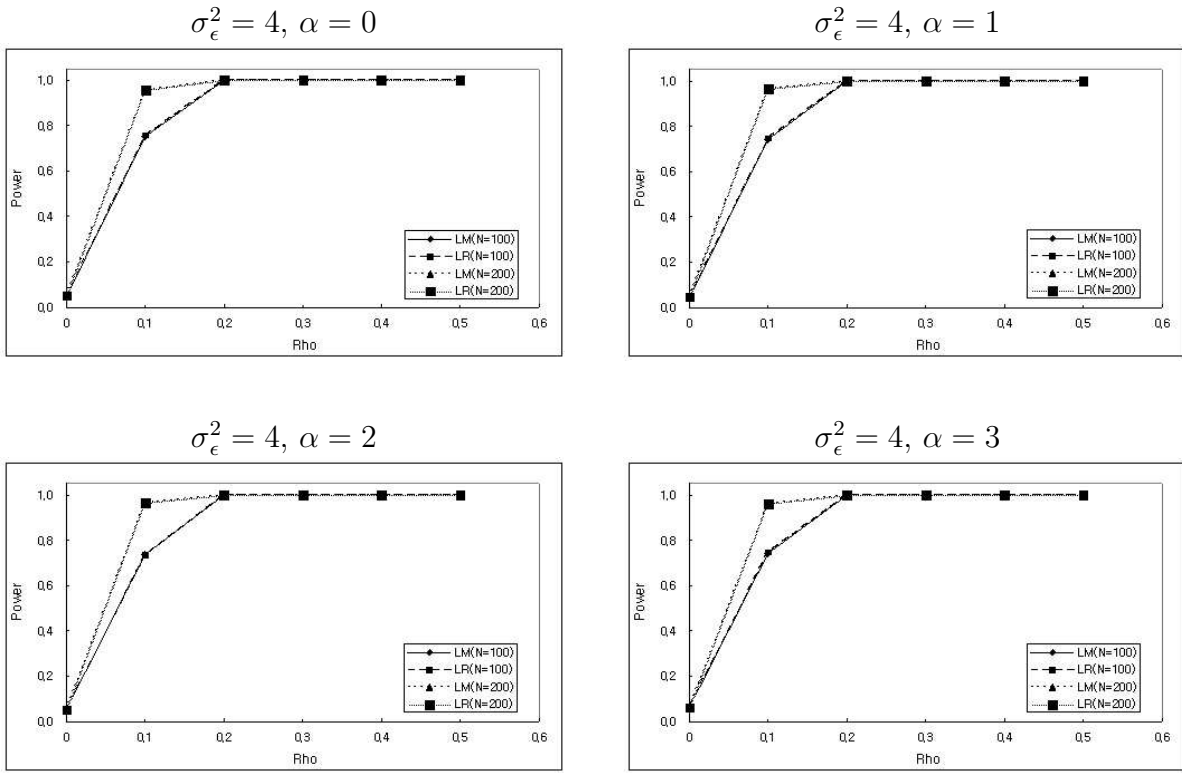 σ²_ϵ = 4, α = 0
1,0
0,8
0,6
0,4
0,2
0,0
Power
LM(N=100)
LR(N=100)
LM(N=200)
LR(N=200)
0 0,1 0,2 0,3 0,4 0,5 0,6
Rho
σ²_ϵ = 4, α = 1
1,0
0,8
0,6
0,4
0,2
0,0
Power
LM(N=100)
LR(N=100)
LM(N=200)
LR(N=200)
0 0,1 0,2 0,3 0,4 0,5 0,6
Rho
σ²_ϵ = 4, α = 2
1,0
0,8
0,6
0,4
0,2
0,0
Power
LM(N=100)
LR(N=100)
LM(N=200)
LR(N=200)
0 0,1 0,2 0,3 0,4 0,5 0,6
Rho
σ²_ϵ = 4, α = 3
1,0
0,8
0,6
0,4
0,2
0,0
Power
LM(N=100)
LR(N=100)
LM(N=200)
LR(N=200)
0 0,1 0,2 0,3 0,4 0,5 0,6
Rho